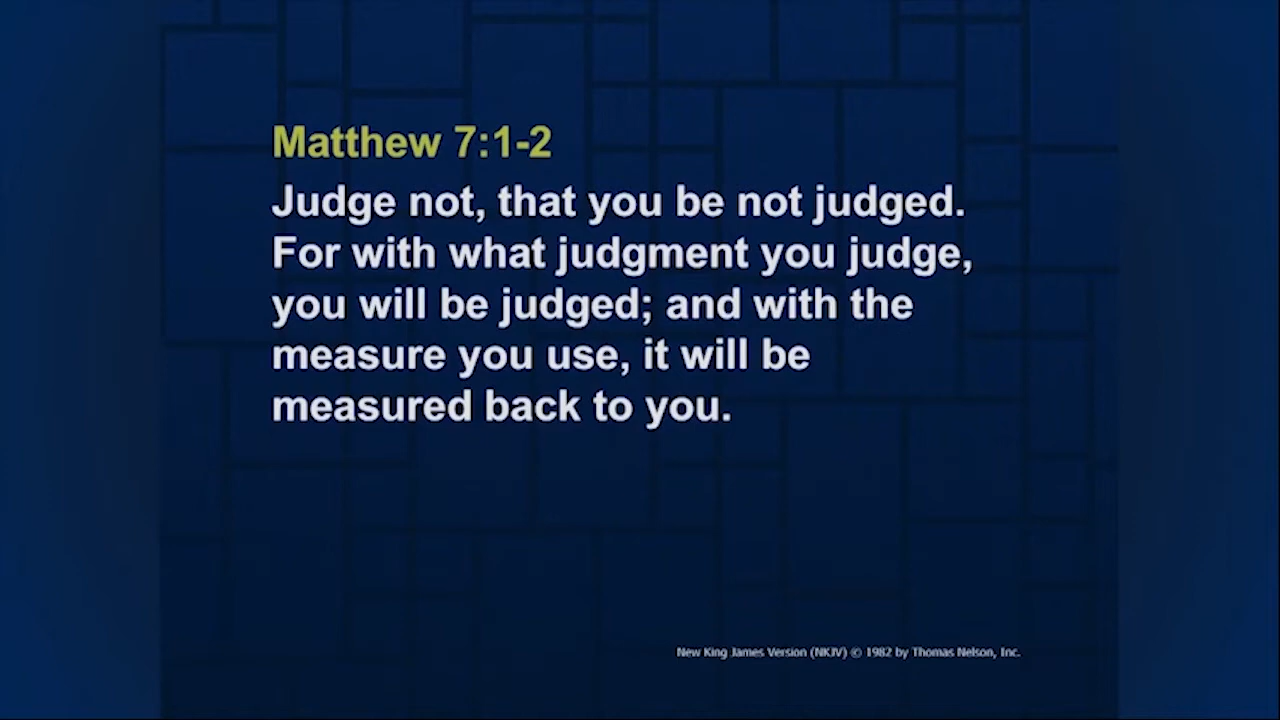 Matthew 7:1-2
Judge not, that you be not judged.
For with what judgment you judge,
you will be judged; and with the
measure you use, it will be
measured back to you.
New King James Version (NKJV) © 1982 by Thomas Nelson, Inc.